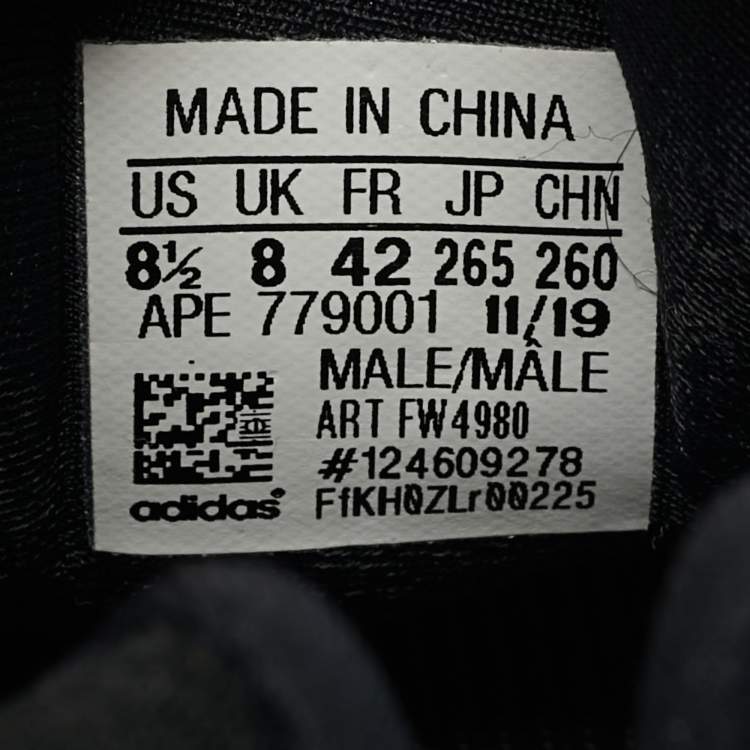 MADE IN CHINA
US UK FR JP CHN
8½ 8 42 265 260
APE 779001 11/19
MALE/MÂLE
ART FW4980
#124609278
adidas® FfKH0ZLr00225